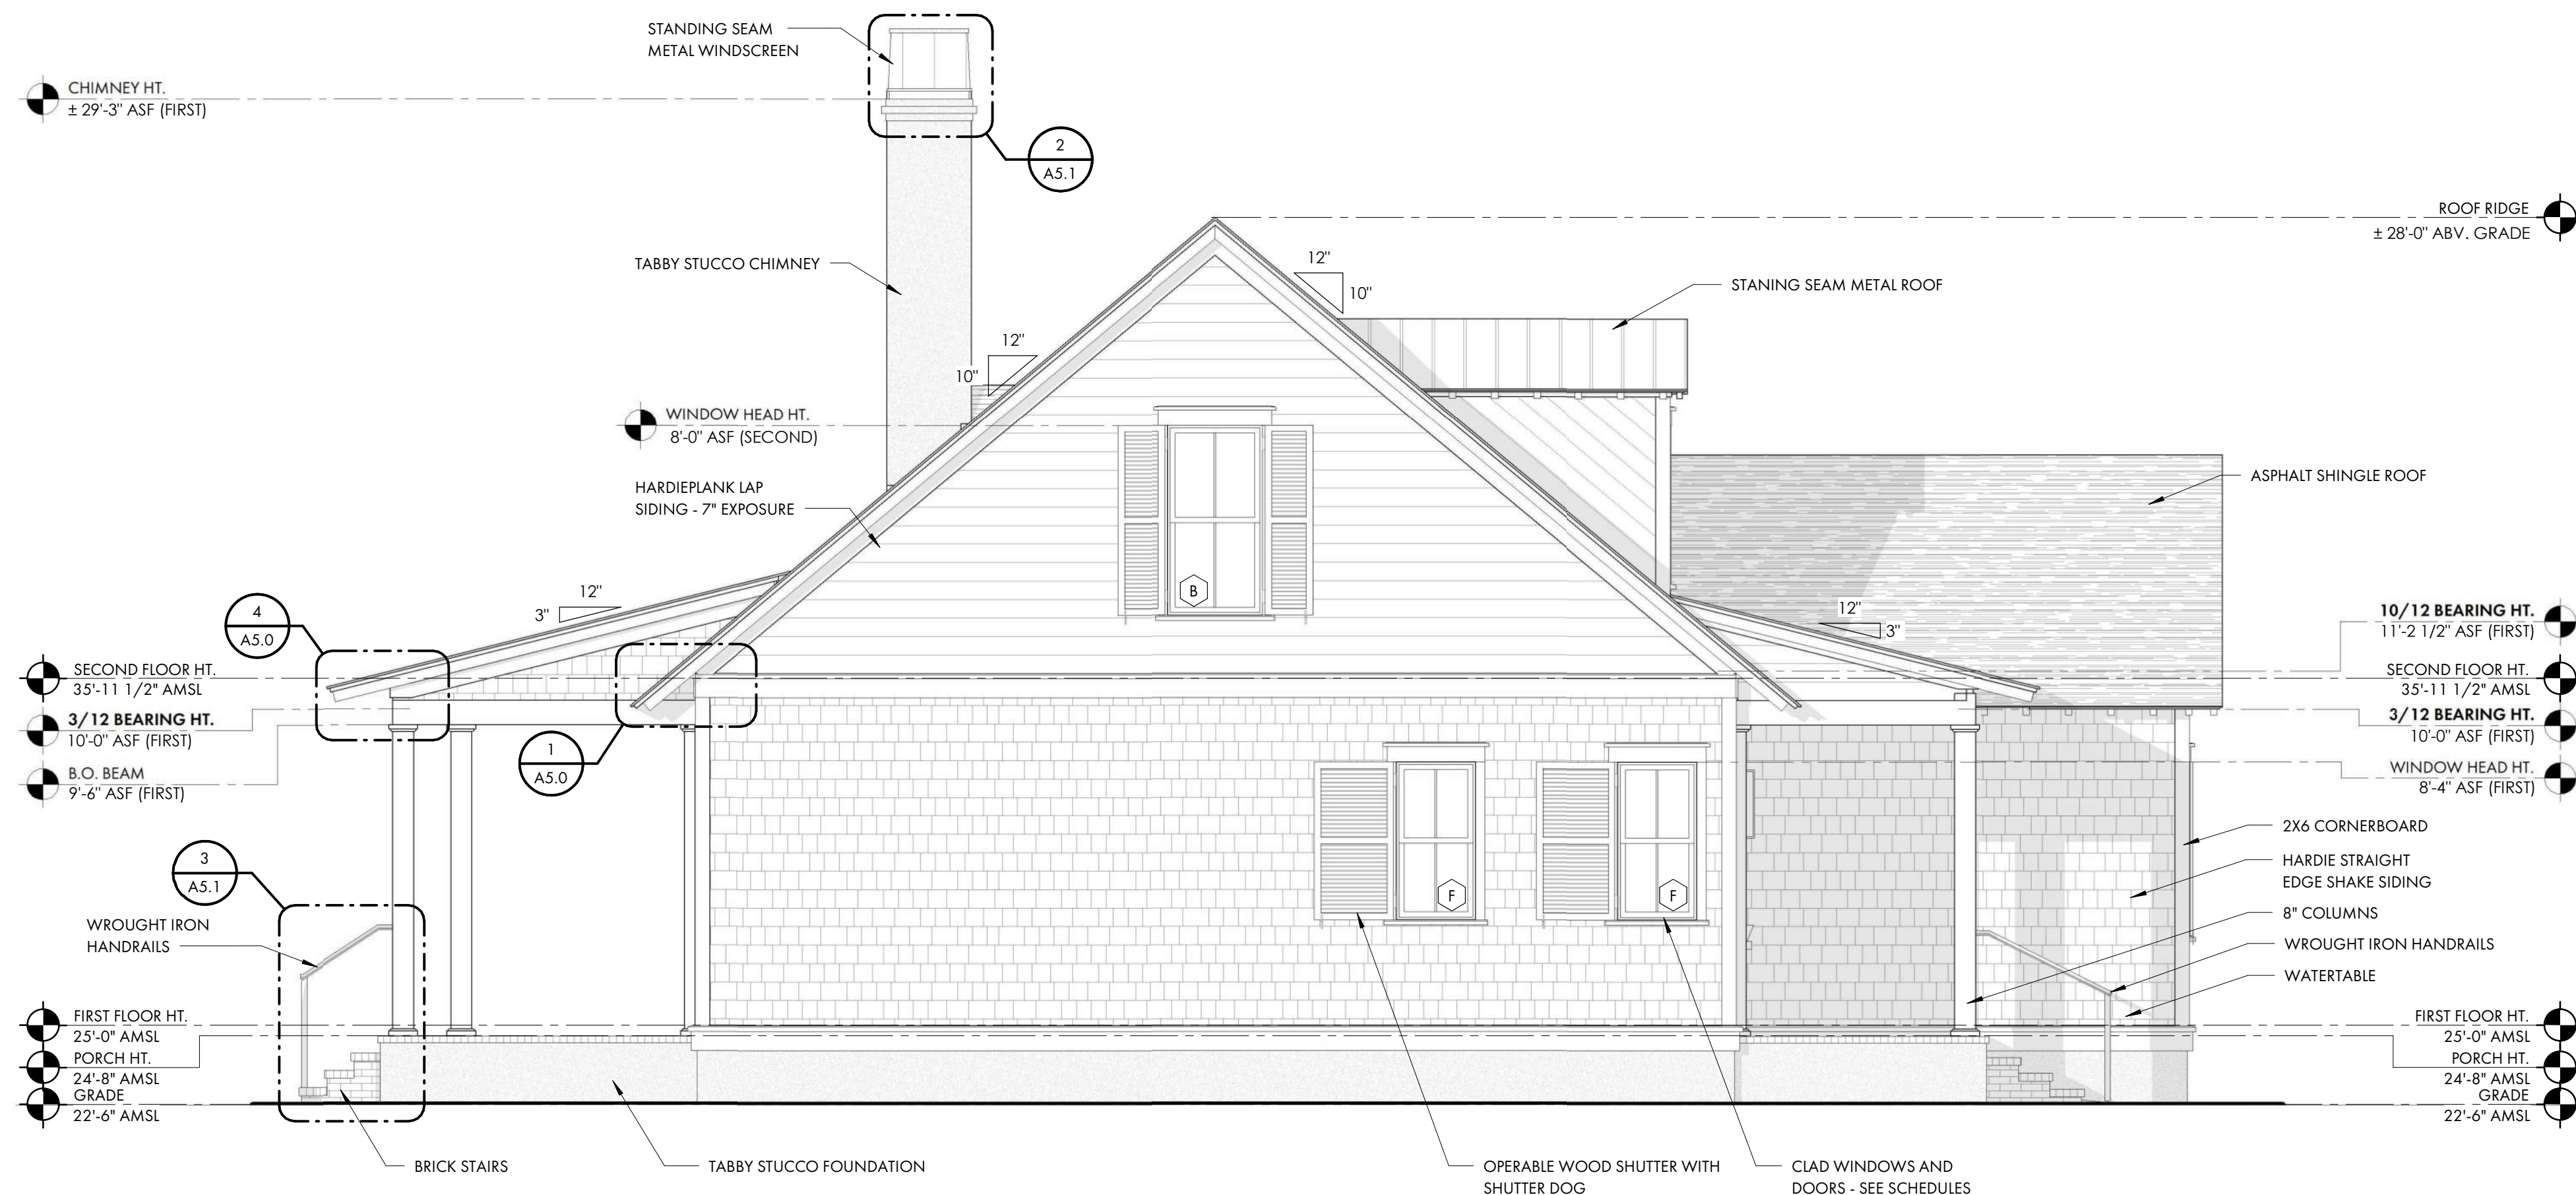 STANDING SEAM
METAL WINDSCREEN
CHIMNEY HT.
± 29'-3" ASF (FIRST)
2
A5.1
ROOF RIDGE
± 28'-0" ABV. GRADE
TABBY STUCCO CHIMNEY
12"
10"
STANING SEAM METAL ROOF
12"
10"
WINDOW HEAD HT.
8'-0" ASF (SECOND)
HARDIEPLANK LAP
SIDING - 7" EXPOSURE
ASPHALT SHINGLE ROOF
B
12"
3"
4
A5.0
12"
3"
10/12 BEARING HT.
11'-2 1/2" ASF (FIRST)
SECOND FLOOR HT.
35'-11 1/2" AMSL
3/12 BEARING HT.
10'-0" ASF (FIRST)
B.O. BEAM
9'-6" ASF (FIRST)
1
A5.0
SECOND FLOOR HT.
35'-11 1/2" AMSL
3/12 BEARING HT.
10'-0" ASF (FIRST)
WINDOW HEAD HT.
8'-4" ASF (FIRST)
2X6 CORNERBOARD
3
A5.1
HARDIE STRAIGHT
EDGE SHAKE SIDING
F
F
8" COLUMNS
WROUGHT IRON
HANDRAILS
WROUGHT IRON HANDRAILS
WATERTABLE
FIRST FLOOR HT.
25'-0" AMSL
PORCH HT.
24'-8" AMSL
GRADE
22'-6" AMSL
FIRST FLOOR HT.
25'-0" AMSL
PORCH HT.
24'-8" AMSL
GRADE
22'-6" AMSL
BRICK STAIRS
TABBY STUCCO FOUNDATION
OPERABLE WOOD SHUTTER WITH
SHUTTER DOG
CLAD WINDOWS AND
DOORS - SEE SCHEDULES